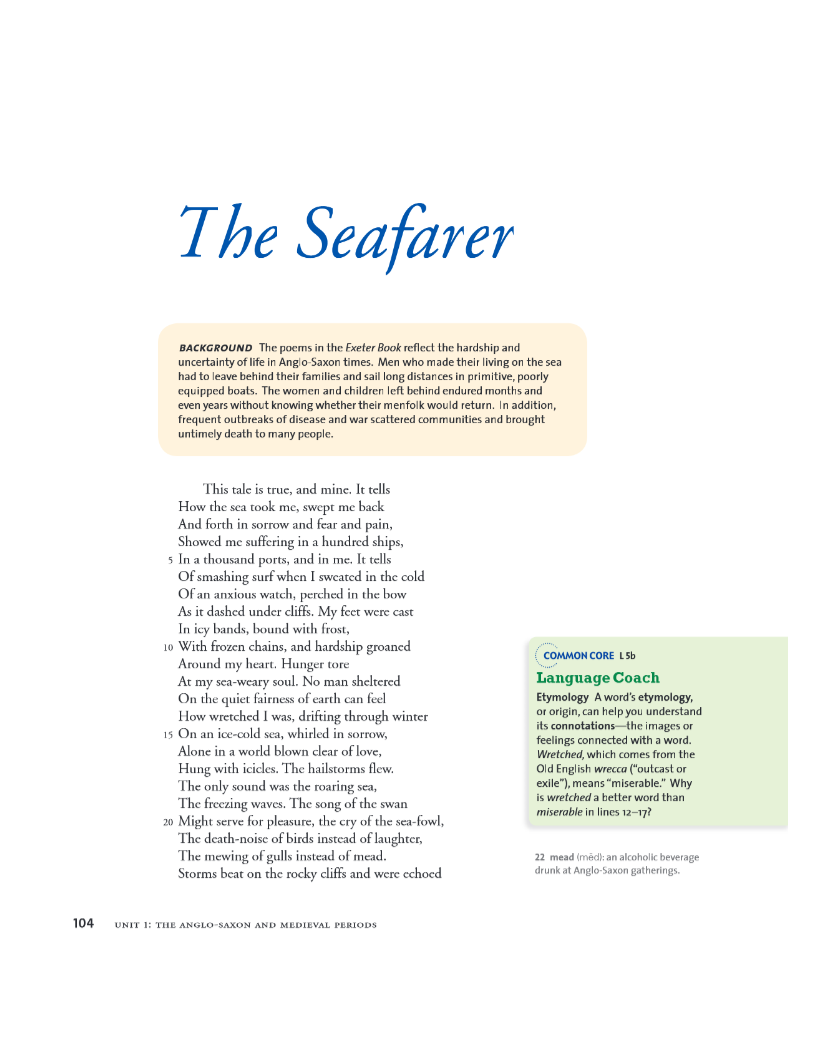 The Seafarer
BACKGROUND The poems in the Exeter Book reflect the hardship and
uncertainty of life in Anglo-Saxon times. Men who made their living on the sea
had to leave behind their families and sail long distances in primitive, poorly
equipped boats. The women and children left behind endured months and
even years without knowing whether their menfolk would return. In addition,
frequent outbreaks of disease and war scattered communities and brought
untimely death to many people.
This tale is true, and mine. It tells
How the sea took me, swept me back
And forth in sorrow and fear and pain,
Showed me suffering in a hundred ships,
5 In a thousand ports, and in me. It tells
Of smashing surf when I sweated in the cold
Of an anxious watch, perched in the bow
As it dashed under cliffs. My feet were cast
In icy bands, bound with frost,
10 With frozen chains, and hardship groaned
Around my heart. Hunger tore
At my sea-weary soul. No man sheltered
On the quiet fairness of earth can feel
How wretched I was, drifting through winter
15 On an ice-cold sea, whirled in sorrow,
Alone in a world blown clear of love,
Hung with icicles. The hailstorms flew.
The only sound was the roaring sea,
The freezing waves. The song of the swan
20 Might serve for pleasure, the cry of the sea-fowl,
The death-noise of birds instead of laughter,
The mewing of gulls instead of mead.
Storms beat on the rocky cliffs and were echoed
COMMON CORE L 5b
Language Coach
Etymology A word's etymology,
or origin, can help you understand
its connotations—the images or
feelings connected with a word.
Wretched, which comes from the
Old English wrecca ("outcast or
exile"), means "miserable." Why
is wretched a better word than
miserable in lines 12–17?
22 mead (mēd): an alcoholic beverage
drunk at Anglo-Saxon gatherings.
104 UNIT 1: THE ANGLO-SAXON AND MEDIEVAL PERIODS